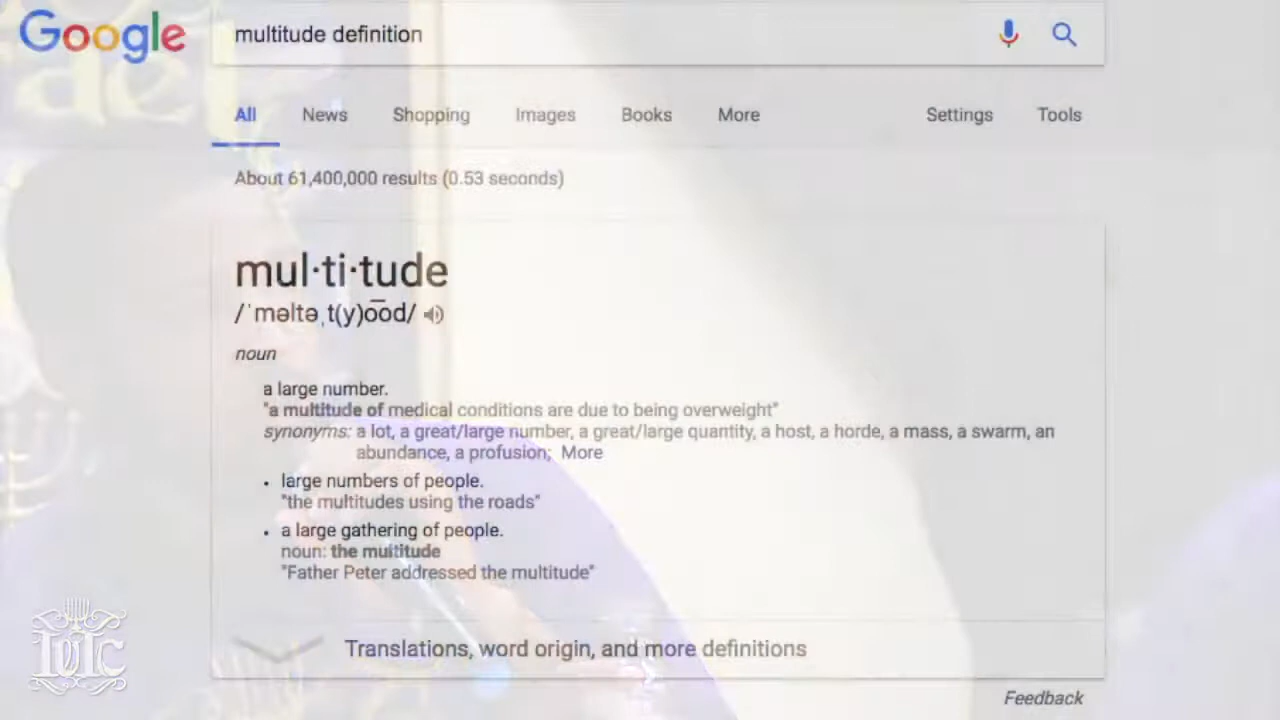 Google
multitude definition
All News Shopping Images Books More Settings Tools
About 61,400,000 results (0.53 seconds)
mul·ti·tude
/ˈməltəˌt(y)o͞od/
noun
a large number.
"a multitude of medical conditions are due to being overweight"
synonyms: a lot, a great/large number, a great/large quantity, a host, a horde, a mass, a swarm, an
abundance, a profusion; More
• large numbers of people.
"the multitudes using the roads"
• a large gathering of people.
noun: the multitude
"Father Peter addressed the multitude"
Translations, word origin, and more definitions
Feedback
IUIC